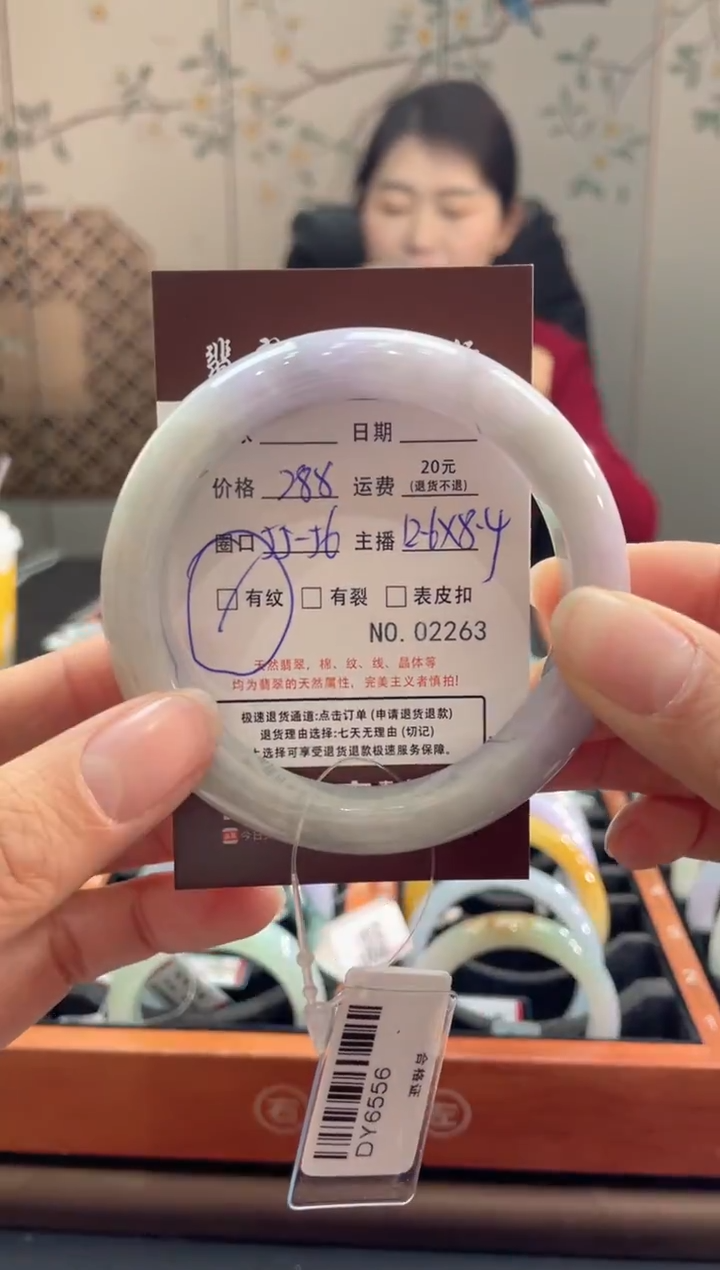 翡
日期
价格 288 运费 20元 (退货不退)
圈口 55-56 主播 12-6X8-4
有纹 有裂 表皮扣
NO. 02263
天然翡翠，棉、纹、线、晶体等
均为翡翠的天然属性，完美主义者慎拍!
极速退货通道:点击订单 (申请退货退款)
退货理由选择:七天无理由 (切记)
上选择可享受退货退款极速服务保障。
今日
合格证
DY6556